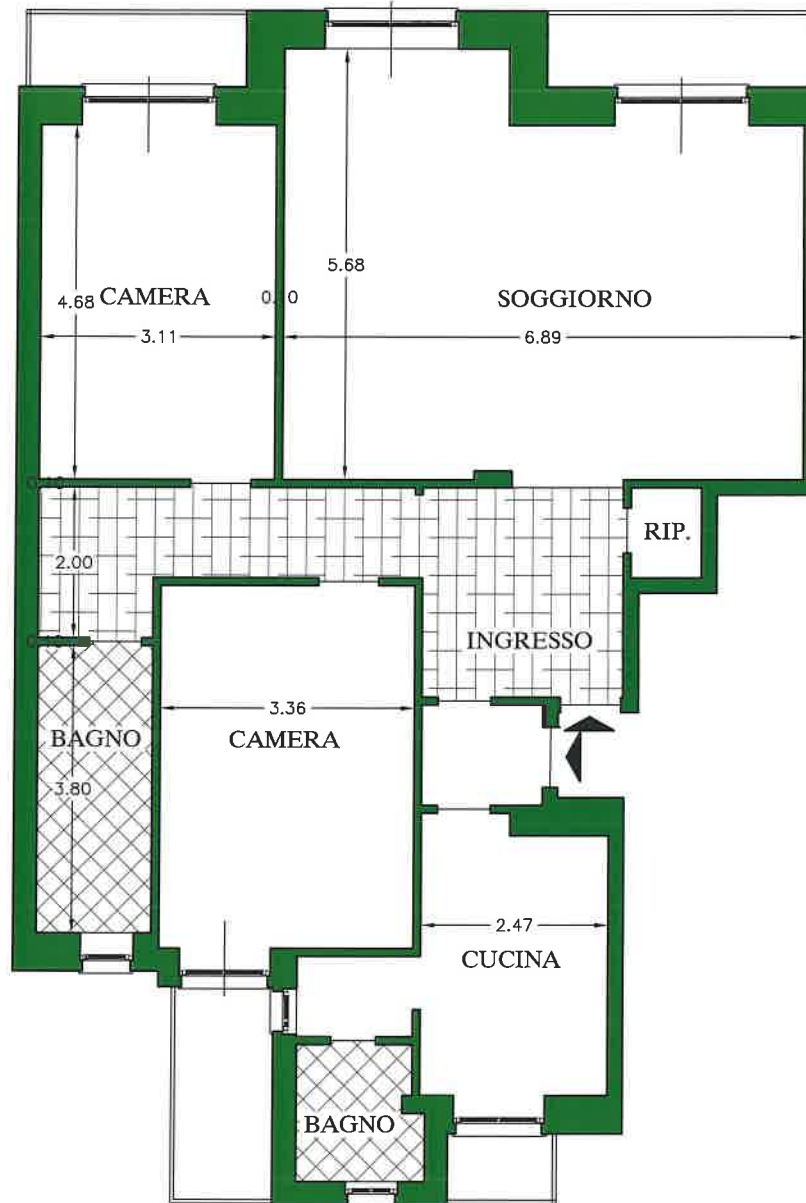 5.68
4.68
CAMERA
SOGGIORNO
3.11
6.89
RIP.
2.00
INGRESSO
3.36
BAGNO
CAMERA
3.80
2.47
CUCINA
BAGNO